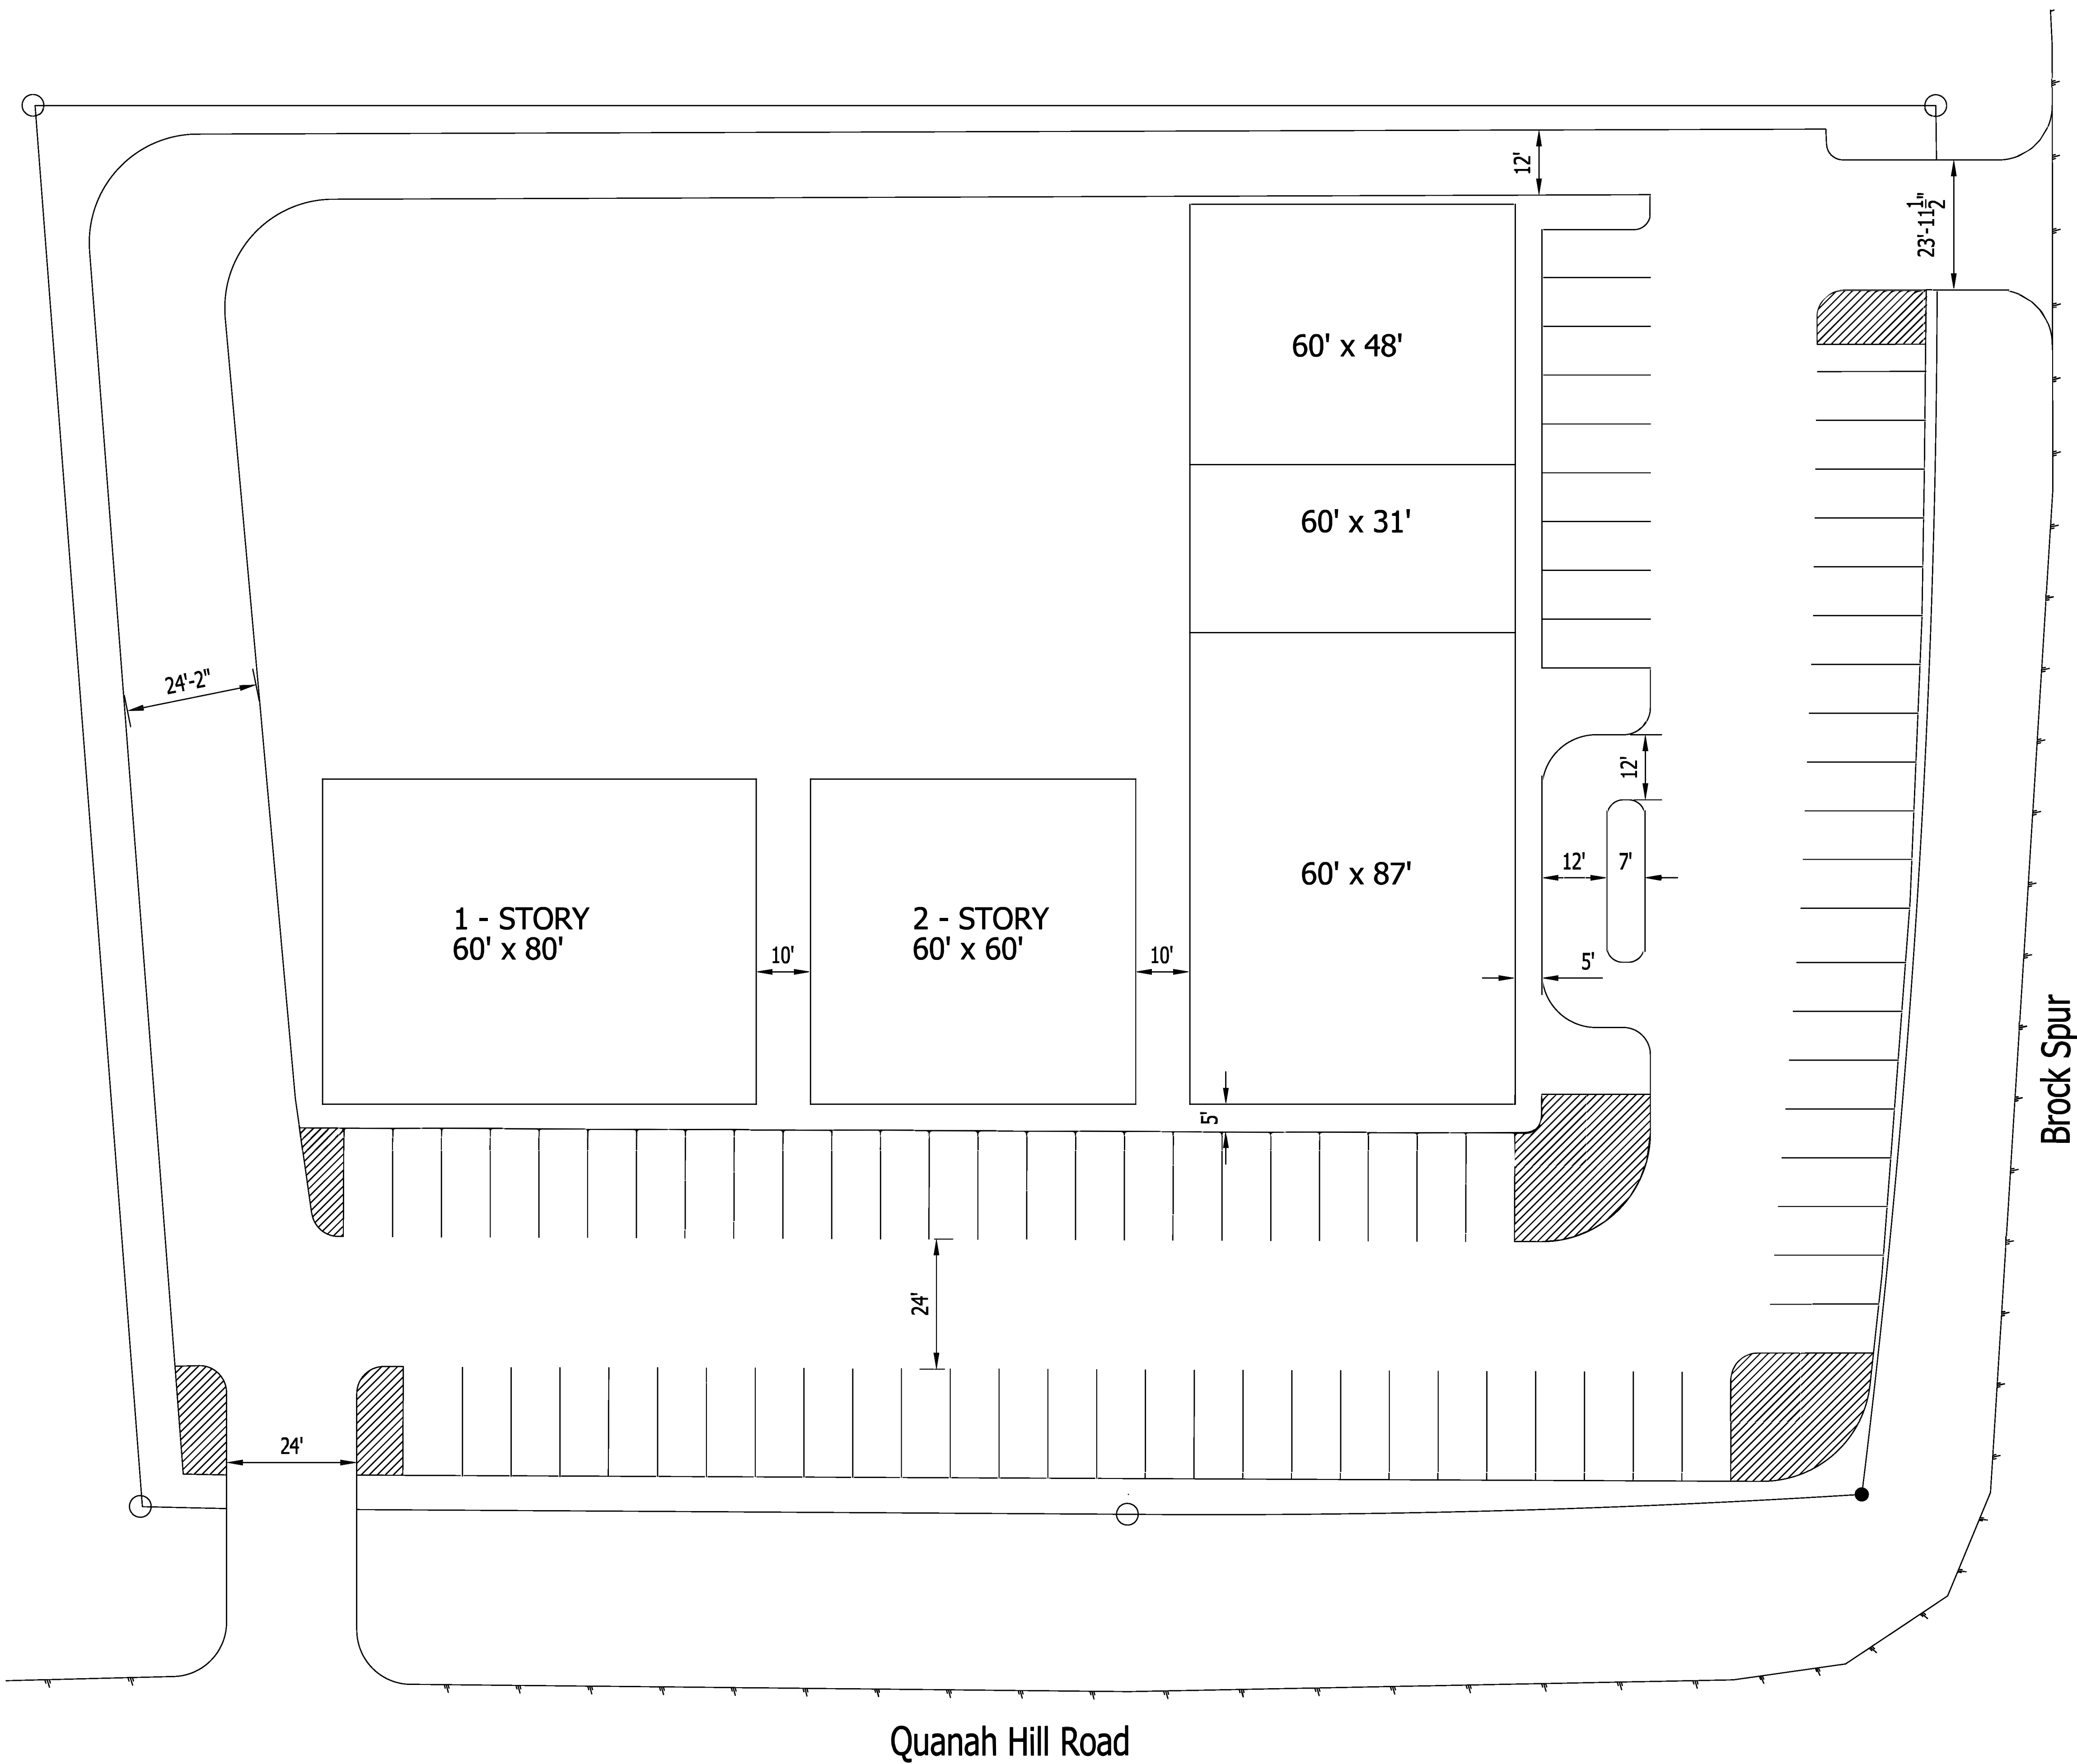 12'
23'-11 1/2"
60' x 48'
60' x 31'
24'-2"
12'
60' x 87'
12'
7'
1 - STORY
60' x 80'
2 - STORY
60' x 60'
10'
10'
5'
5'
24'
24'
Brock Spur
Quanah Hill Road